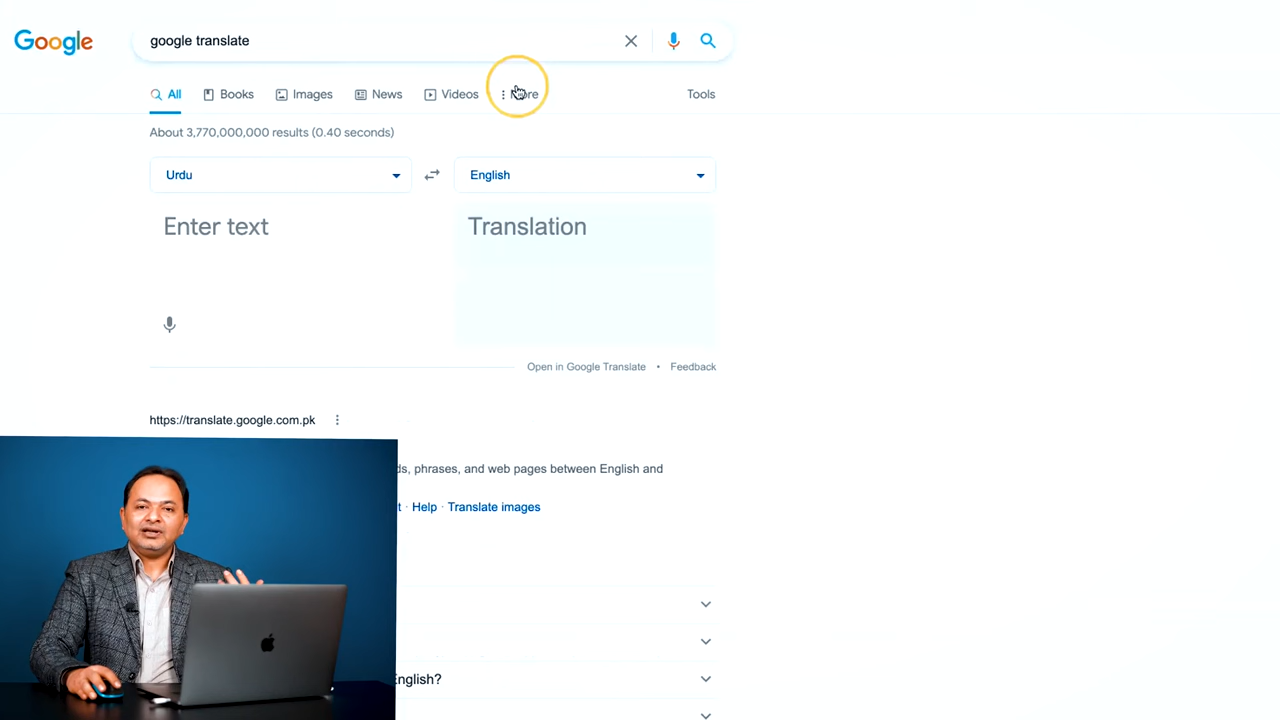 Google
google translate
All Books Images News Videos More Tools
About 3,770,000,000 results (0.40 seconds)
Urdu English
Enter text Translation
Open in Google Translate • Feedback
https://translate.google.com.pk
phrases, and web pages between English and
Help · Translate images
English?